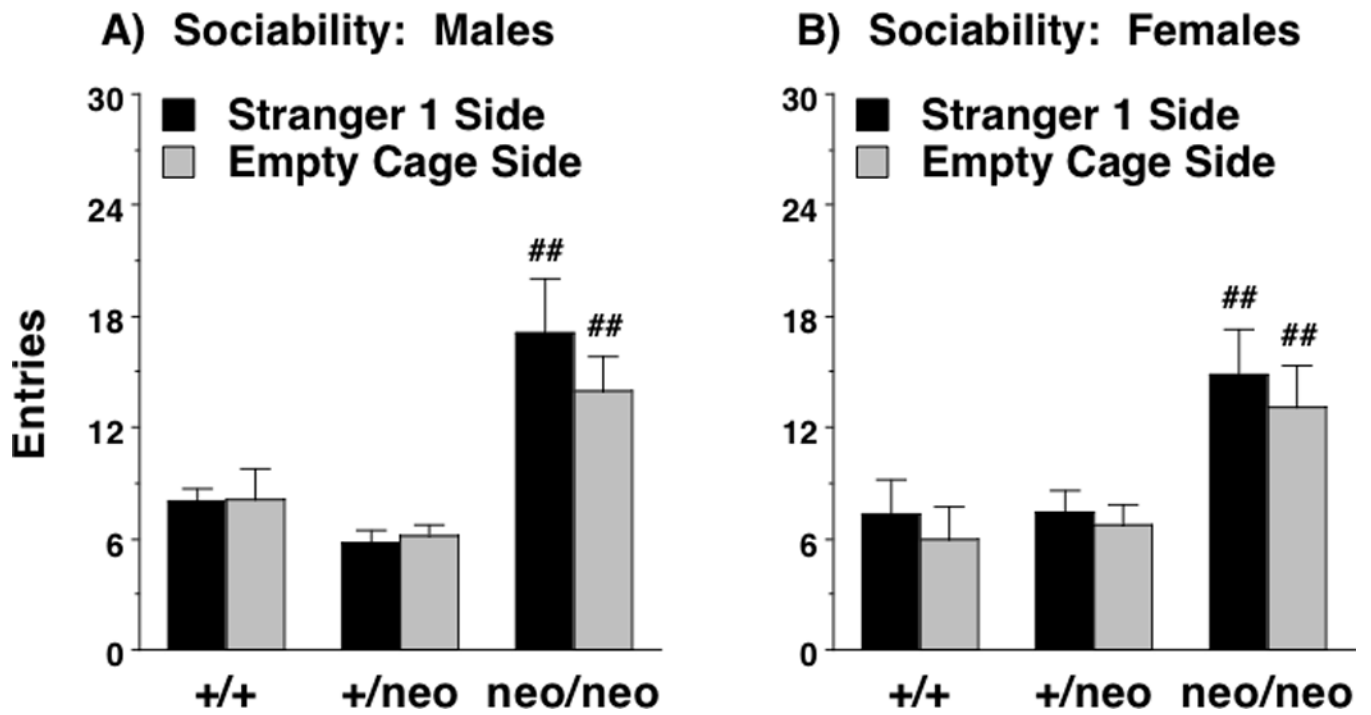 A) Sociability: Males
30
Stranger 1 Side
Empty Cage Side
24
##
18
##
Entries
12
6
0
+/+ +/neo neo/neo
B) Sociability: Females
30
Stranger 1 Side
Empty Cage Side
24
##
18
##
12
6
0
+/+ +/neo neo/neo